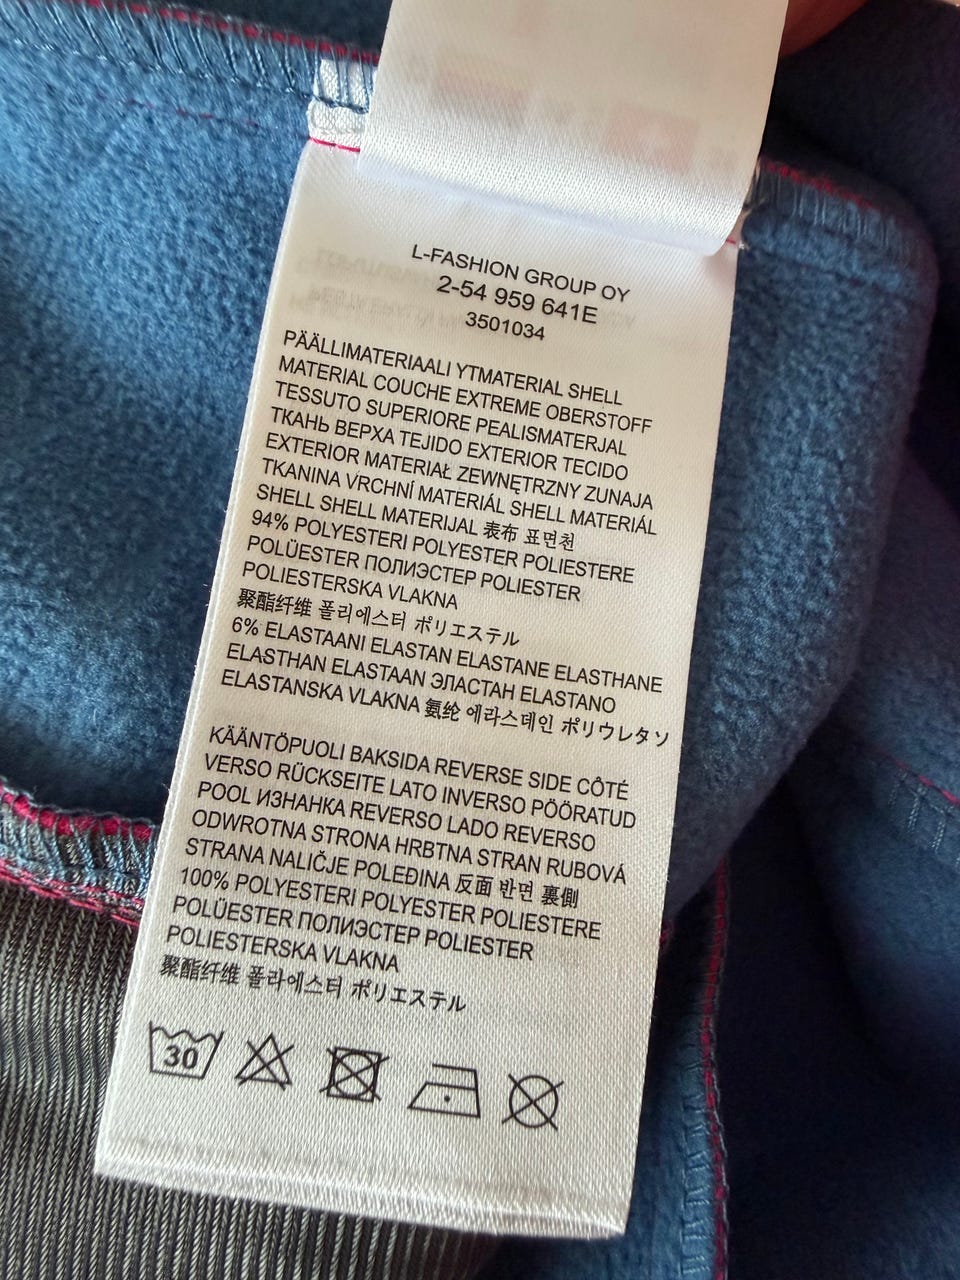 L-FASHION GROUP OY
2-54 959 641E
3501034
PÄÄLLIMATERIAALI YTMATERIAL SHELL
MATERIAL COUCHE EXTREME OBERSTOFF
TESSUTO SUPERIORE PEALISMATERJAL
ТКАНЬ ВЕРХА TEJIDO EXTERIOR TECIDO
EXTERIOR MATERIAŁ ZEWNĘTRZNY ZUNAJA
TKANINA VRCHNÍ MATERIÁL SHELL MATERIÁL
SHELL SHELL MATERIJAL 表布 표면천
94% POLYESTERI POLYESTER POLIESTERE
POLÜESTER ПОЛИЭСТЕР POLIESTER
POLIESTERSKA VLAKNA
聚酯纤维 폴리에스터 ポリエステル
6% ELASTAANI ELASTAN ELASTANE ELASTHANE
ELASTHAN ELASTAAN ЭЛАСТАН ELASTANO
ELASTANSKA VLAKNA 氨纶 에라스데인 ポリウレタソ
KÄÄNTÖPUOLI BAKSIDA REVERSE SIDE CÔTÉ
VERSO RÜCKSEITE LATO INVERSO PÖÖRATUD
POOL ИЗНАНКА REVERSO LADO REVERSO
ODWROTNA STRONA HRBTNA STRAN RUBOVÁ
STRANA NALIČJE POLEĐINA 反面 반면 裏側
100% POLYESTERI POLYESTER POLIESTERE
POLÜESTER ПОЛИЭСТЕР POLIESTER
POLIESTERSKA VLAKNA
聚酯纤维 폴라에스터 ポリエステル
30